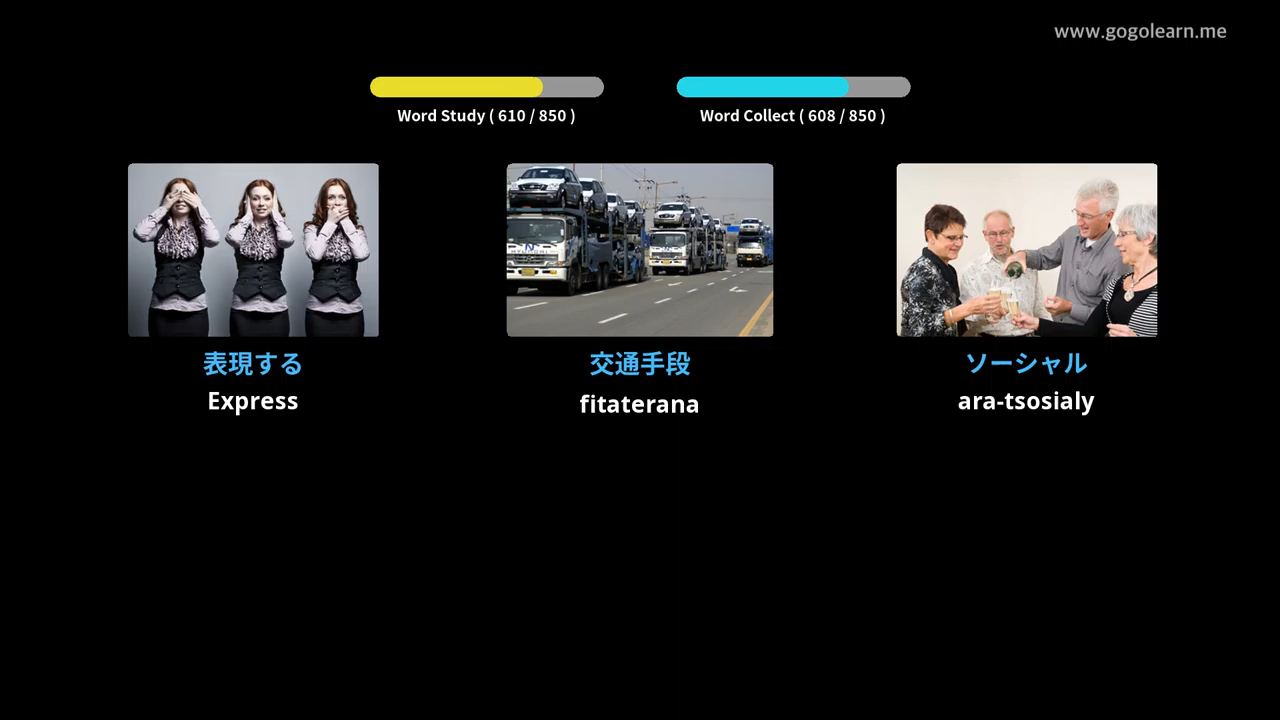 www.gogolearn.me
Word Study ( 610 / 850 )
Word Collect ( 608 / 850 )
表現する
Express
交通手段
fitaterana
ソーシャル
ara-tsosialy